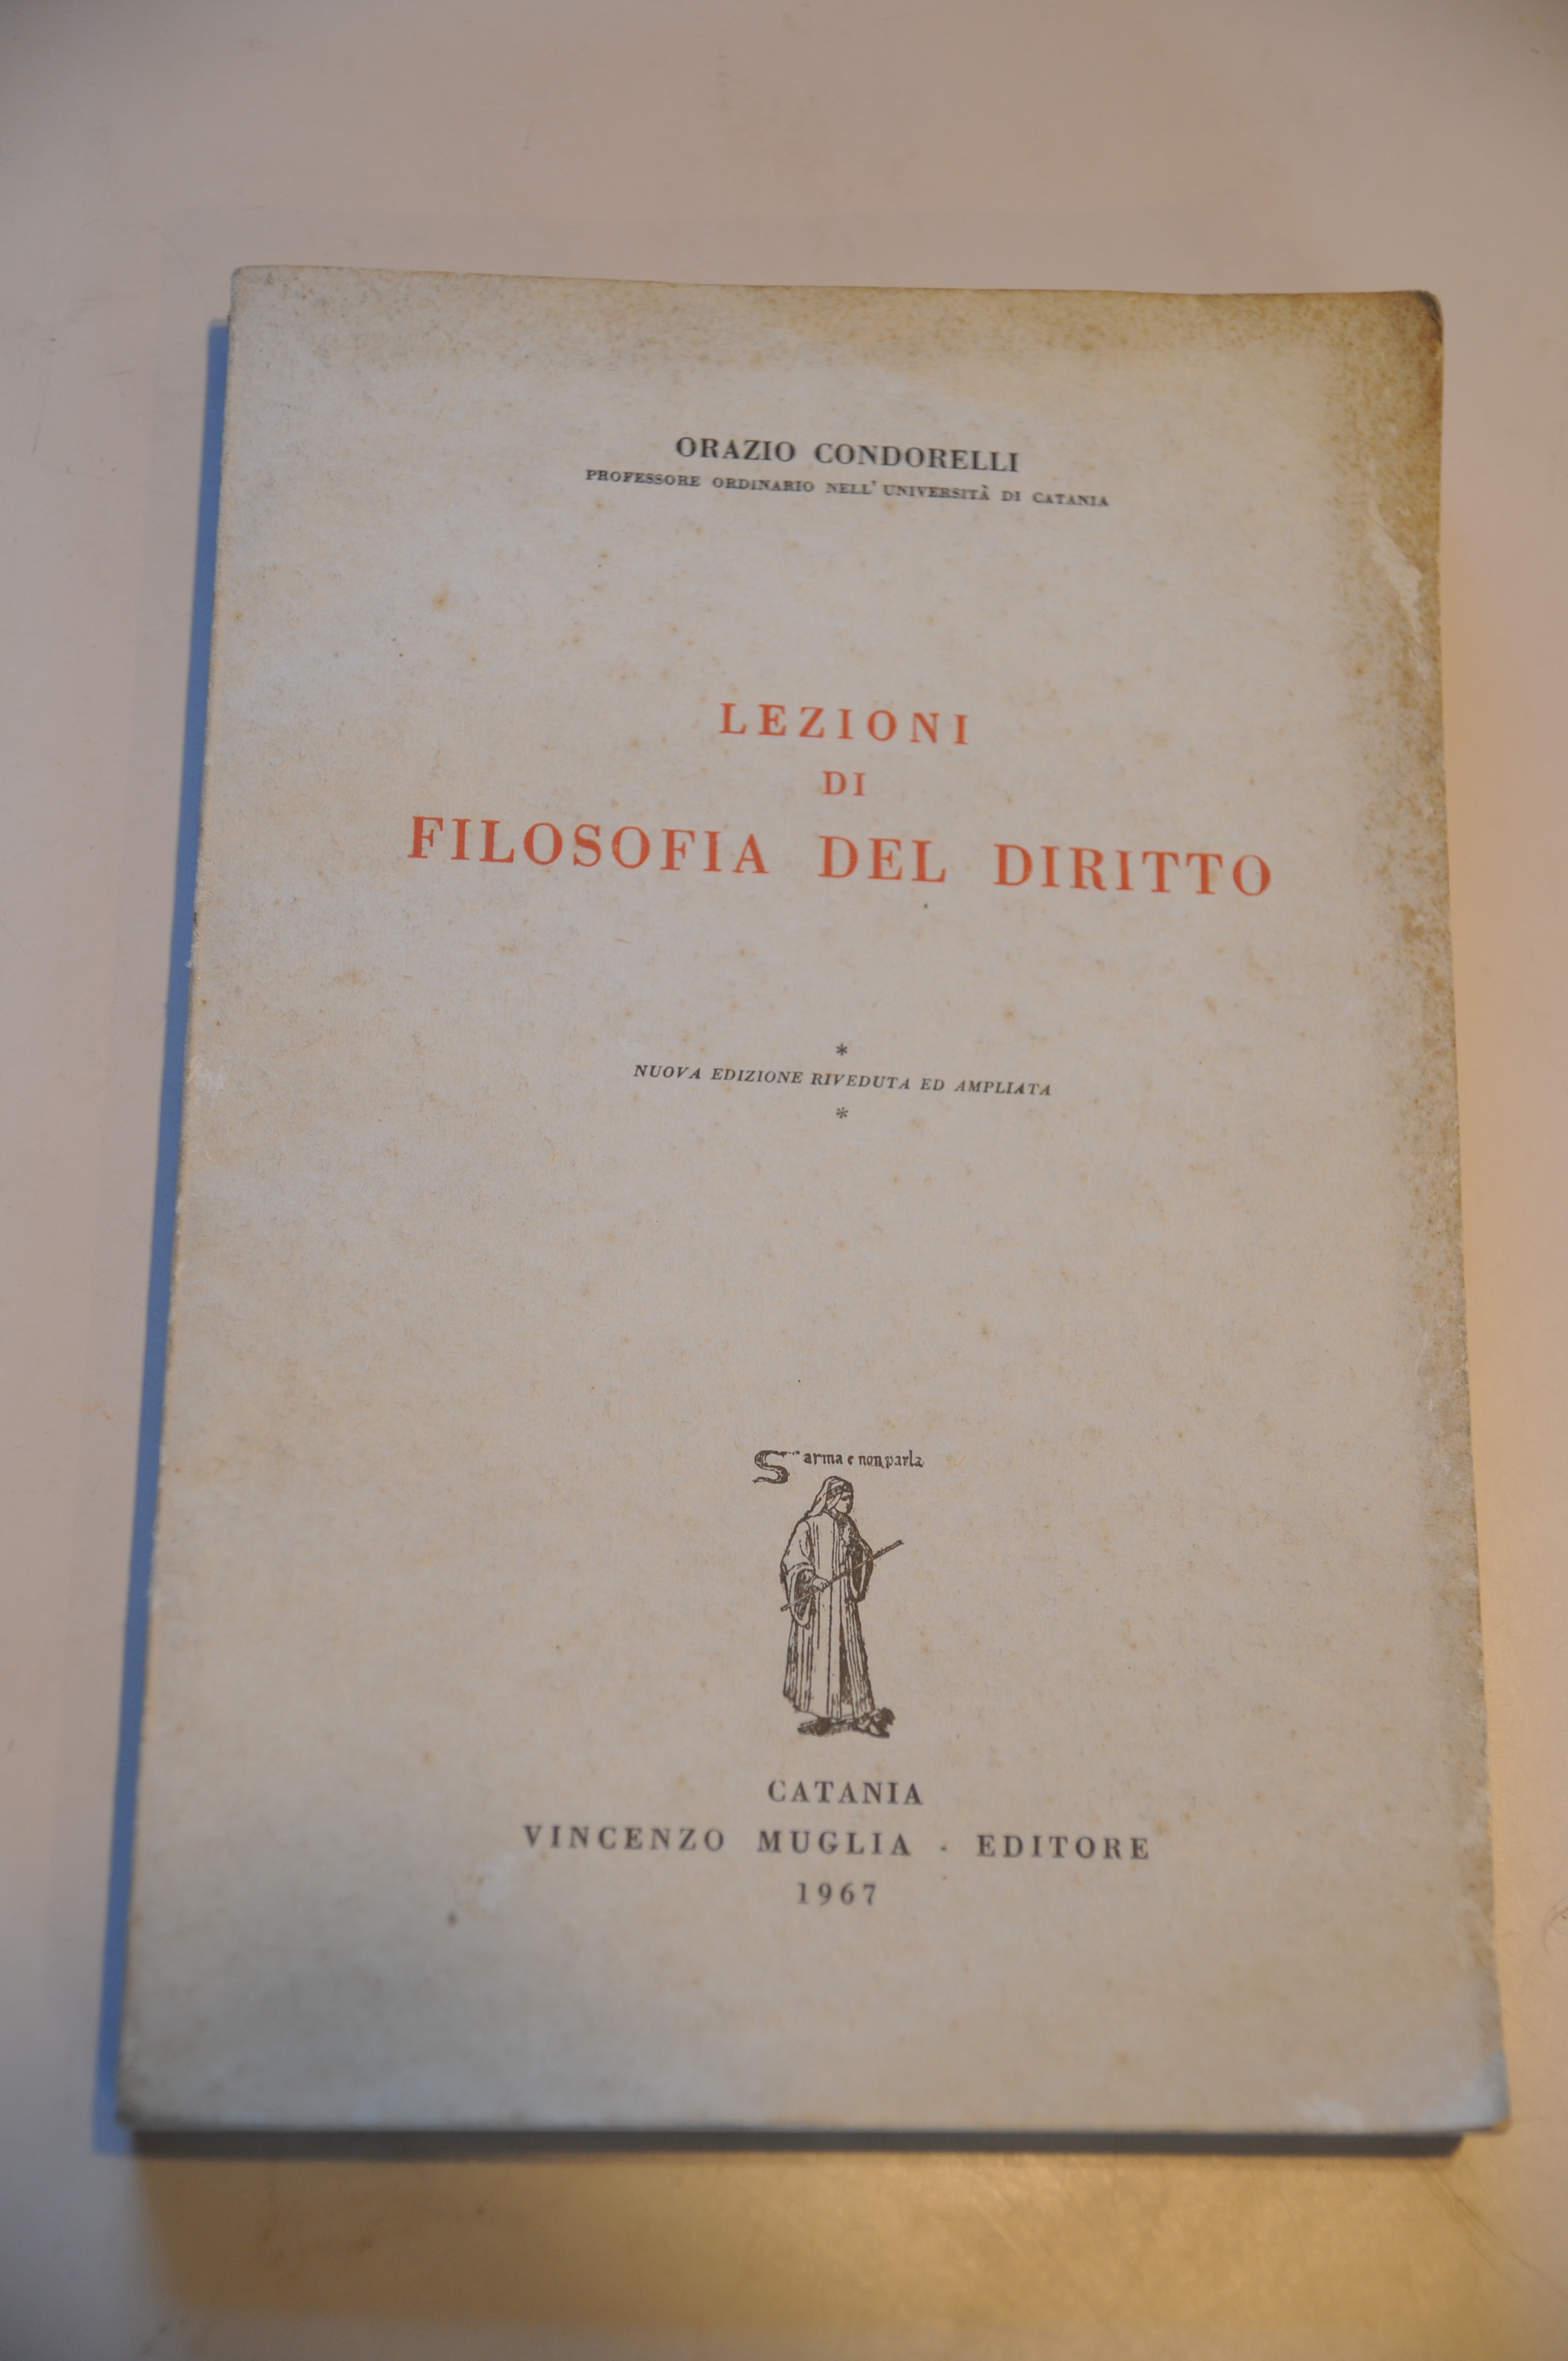 ORAZIO CONDORELLI
PROFESSORE ORDINARIO NELL' UNIVERSITÀ DI CATANIA
LEZIONI
DI
FILOSOFIA DEL DIRITTO
*
NUOVA EDIZIONE RIVEDUTA ED AMPLIATA
*
S'arma e non parla
CATANIA
VINCENZO MUGLIA - EDITORE
1967